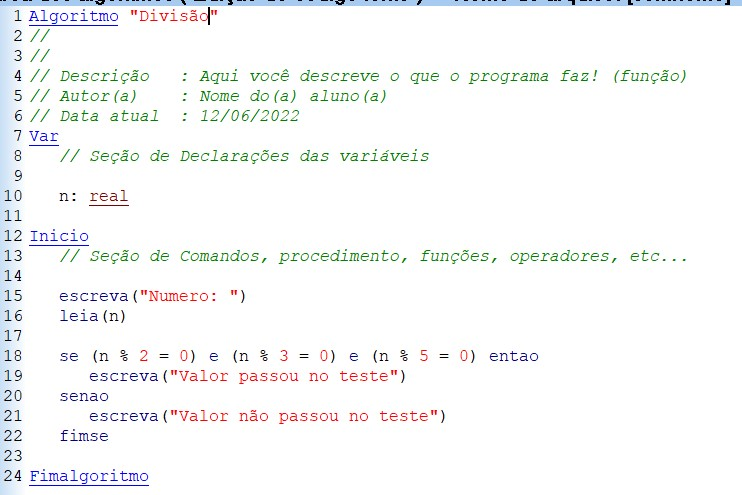 1 Algoritmo "Divisão"
2 //
3 //
4 // Descrição   : Aqui você descreve o que o programa faz! (função)
5 // Autor(a)    : Nome do(a) aluno(a)
6 // Data atual  : 12/06/2022
7 Var
8    // Seção de Declarações das variáveis
9
10    n: real
11
12 Inicio
13    // Seção de Comandos, procedimento, funções, operadores, etc...
14
15    escreva("Numero: ")
16    leia(n)
17
18    se (n % 2 = 0) e (n % 3 = 0) e (n % 5 = 0) entao
19       escreva("Valor passou no teste")
20    senao
21       escreva("Valor não passou no teste")
22    fimse
23
24 Fimalgoritmo